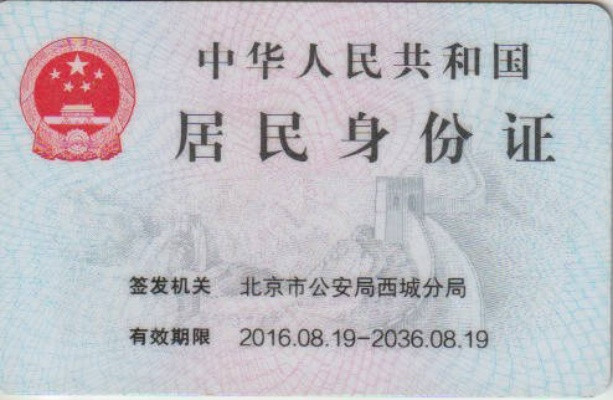 中华人民共和国
居民身份证
签发机关 北京市公安局西城分局
有效期限 2016.08.19-2036.08.19